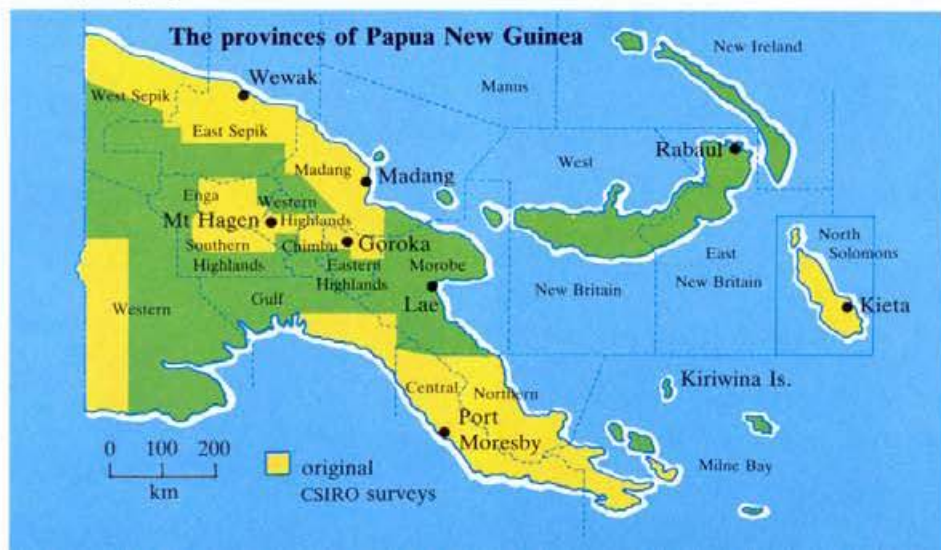 The provinces of Papua New Guinea
New Ireland
Wewak
Manus
West Sepik
East Sepik
Rabaul
West
Madang
Madang
Enga
Western
Highlands
Mt Hagen
North
Solomons
Southern
Highlands
Chimbu
Goroka
East
New Britain
Eastern
Highlands
Morobe
New Britain
Western
Gulf
Lae
Kieta
Kiriwina Is.
Central
Northern
Port
Moresby
0 100 200
km
original
CSIRO surveys
Milne Bay